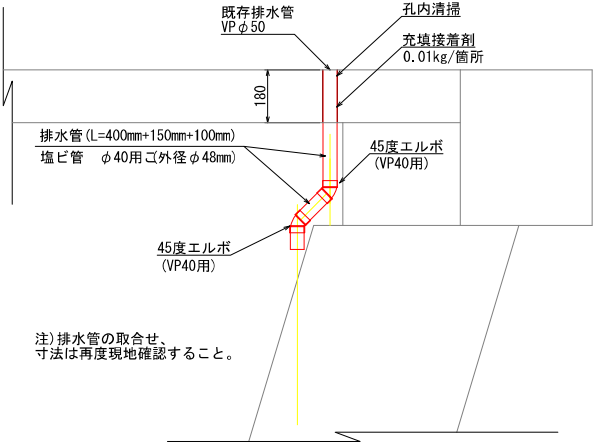 既存排水管
VPφ50
孔内清掃
充填接着剤
0.01kg/箇所
180
排水管(L=400mm+150mm+100mm)
塩ビ管　φ40用ご外径φ48mm)
45度エルボ
(VP40用)
45度エルボ
(VP40用)
注)排水管の取合せ、
寸法は再度現地確認すること。